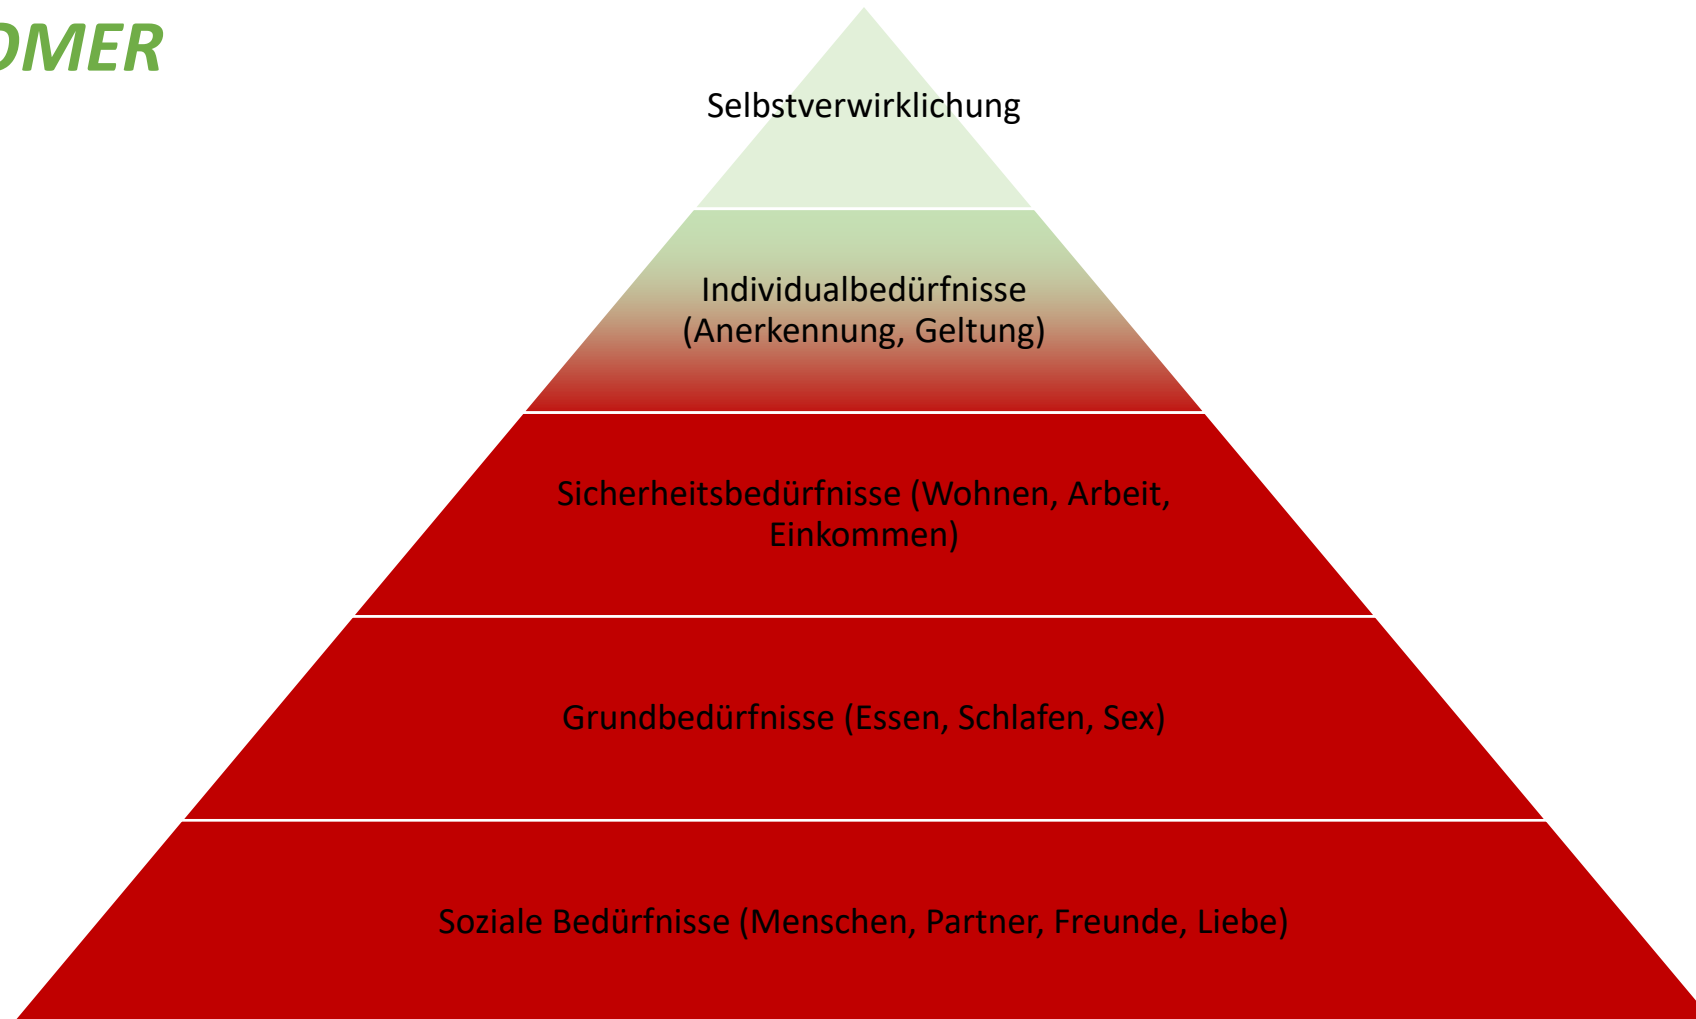 OMER
Selbstverwirklichung
Individualbedürfnisse
(Anerkennung, Geltung)
Sicherheitsbedürfnisse (Wohnen, Arbeit,
Einkommen)
Grundbedürfnisse (Essen, Schlafen, Sex)
Soziale Bedürfnisse (Menschen, Partner, Freunde, Liebe)